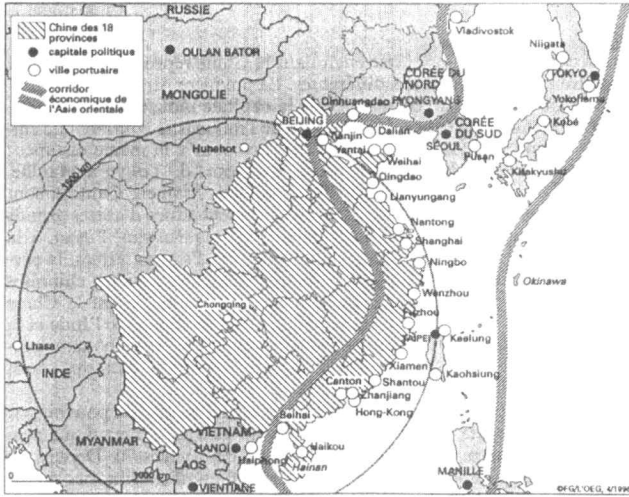 Chine des 18
provinces
capitale politique
ville portuaire
corridor
économique de
l'Asie orientale
RUSSIE
OULAN BATOR
MONGOLIE
Vladivostok
Niigata
TOKYO
Yokohama
Kobé
Kitakyushu
CORÉE DU
NORD
PYONGYANG
Qinhuangdao
BEIJING
Tianjin
Dalian
CORÉE
DU SUD
SÉOUL
Pusan
Huhehot
Yantai
Weihai
Qingdao
Lianyungang
1500 km
Nantong
Shanghai
Ningbo
Okinawa
Wenzhou
Chongqing
Fuzhou
TAIPEI
Keelung
Lhasa
Xiamen
Kaohsiung
INDE
Canton
Shantou
Zhanjiang
Hong-Kong
Beihai
MYANMAR
VIETNAM
HANOI
Haiphong
Haikou
Hainan
LAOS
VIENTIANE
MANILLE
0
1000 km